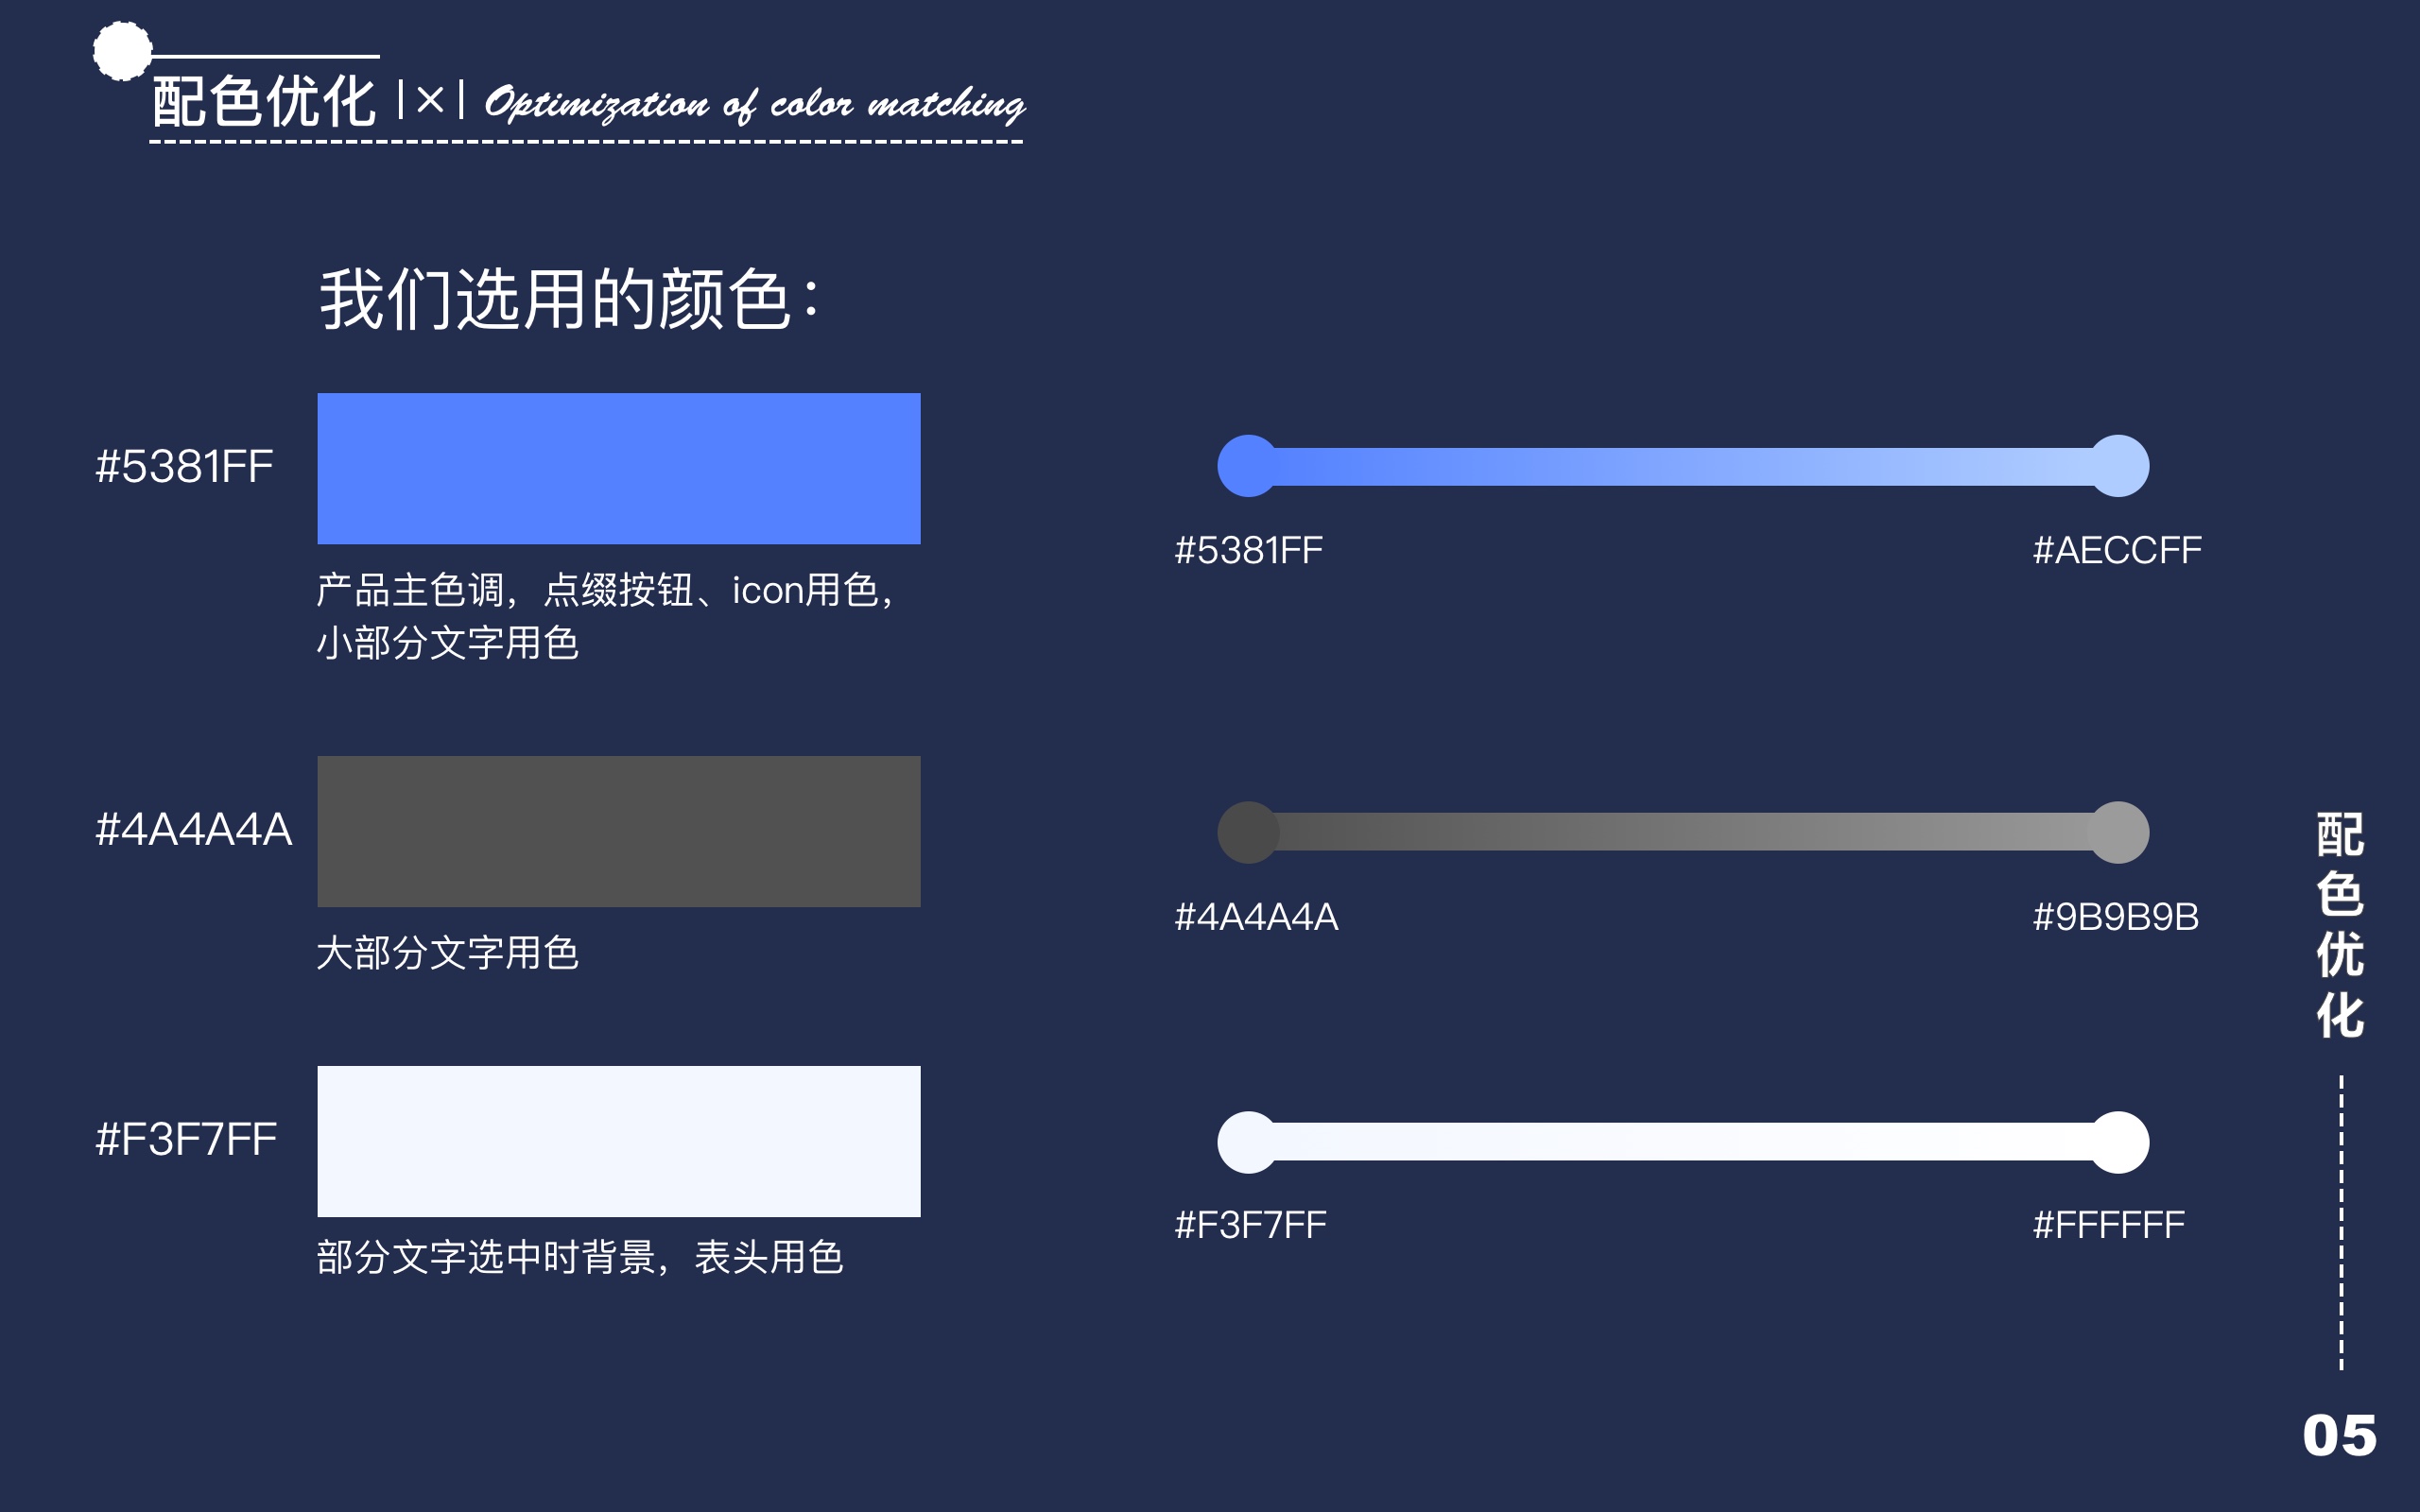 配色优化 |×| Optimization of color matching
我们选用的颜色：
#5381FF
产品主色调，点缀按钮、icon用色，
小部分文字用色
#5381FF
#AECCFF
#4A4A4A
大部分文字用色
#4A4A4A
#9B9B9B
#F3F7FF
部分文字选中时背景，表头用色
#F3F7FF
#FFFFFF
配色优化
05